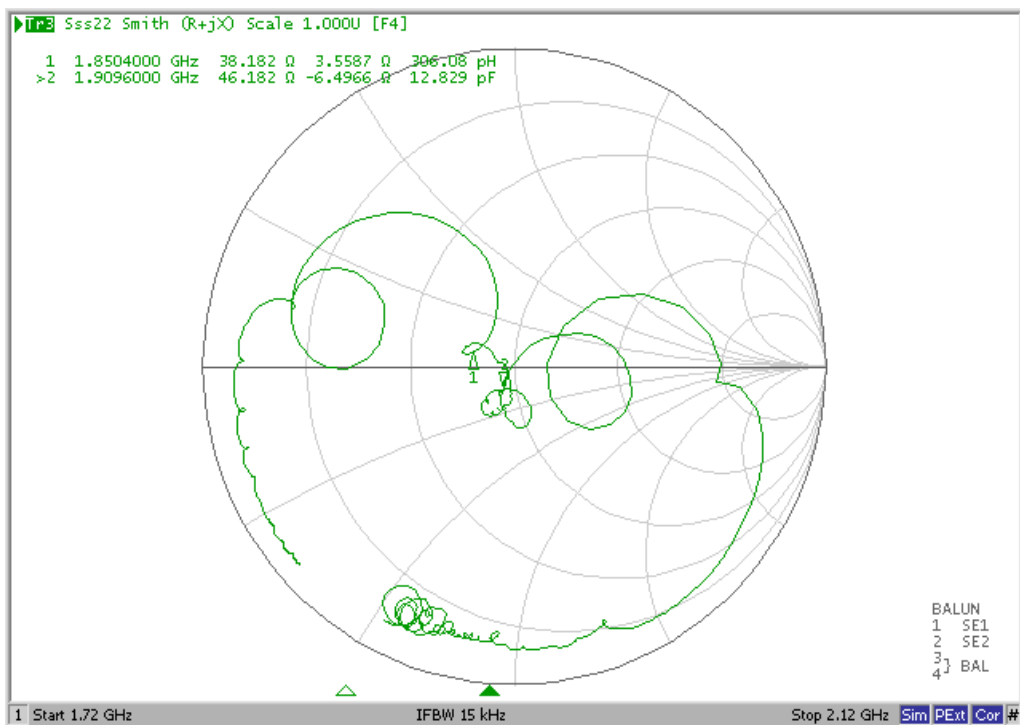 Tr3 Sss22 Smith (R+jX) Scale 1.000U [F4]
1 1.8504000 GHz 38.182 Ω 3.5587 Ω 306.08 pH
>2 1.9096000 GHz 46.182 Ω -6.4966 Ω 12.829 pF
1
2
BALUN
1 SE1
2 SE2
3
4} BAL
1 Start 1.72 GHz IFBW 15 kHz Stop 2.12 GHz Sim PExt Cor #